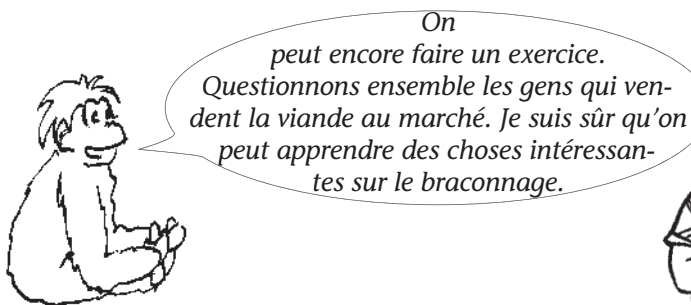 On
peut encore faire un exercice.
Questionnons ensemble les gens qui ven-
dent la viande au marché. Je suis sûr qu'on
peut apprendre des choses intéressan-
tes sur le braconnage.